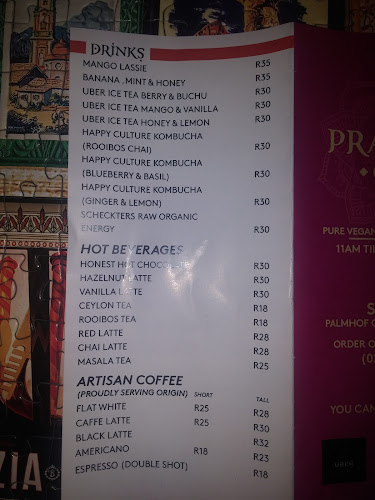 DRINKS
MANGO LASSIE R35
BANANA ,MINT & HONEY R35
UBER ICE TEA BERRY & BUCHU R30
UBER ICE TEA MANGO & VANILLA R30
UBER ICE TEA HONEY & LEMON R30
HAPPY CULTURE KOMBUCHA
(ROOIBOS CHAI) R30
HAPPY CULTURE KOMBUCHA
(BLUEBERRY & BASIL) R30
HAPPY CULTURE KOMBUCHA
(GINGER & LEMON) R30
SCHECKTERS RAW ORGANIC
ENERGY R30
HOT BEVERAGES
HONEST HOT CHOCOLATE R30
HAZELNUT LATTE R30
VANILLA LATTE R30
CEYLON TEA R18
ROOIBOS TEA R18
RED LATTE R28
CHAI LATTE R28
MASALA TEA R25
ARTISAN COFFEE
(PROUDLY SERVING ORIGIN) SHORT TALL
FLAT WHITE R25 R28
CAFFE LATTE R25 R30
BLACK LATTE R32
AMERICANO R18 R23
ESPRESSO (DOUBLE SHOT) R18
PRA
PURE VEGAN
11AM TIL
S
PALMHOF C
ORDER O
(0
YOU CAN
UBER
ZIA